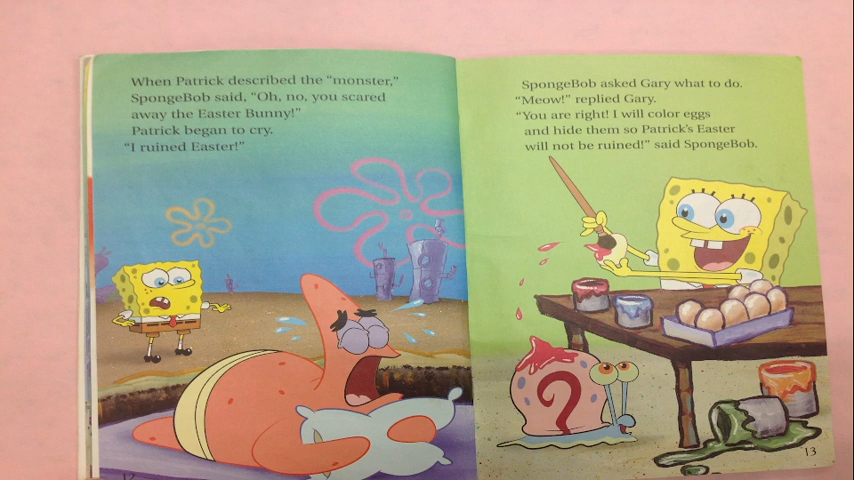 When Patrick described the “monster,”
SpongeBob said, “Oh, no, you scared
away the Easter Bunny!”
Patrick began to cry.
“I ruined Easter!”
12
SpongeBob asked Gary what to do.
“Meow!” replied Gary.
“You are right! I will color eggs
and hide them so Patrick’s Easter
will not be ruined!” said SpongeBob.
?
13